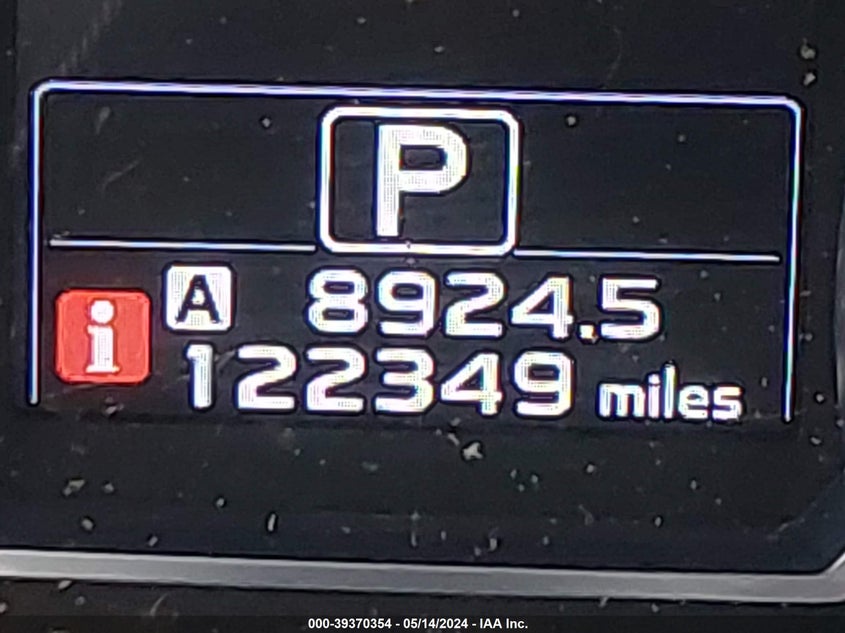 P
A 8924.5
i 122349 miles
000-39370354 - 05/14/2024 - IAA Inc.